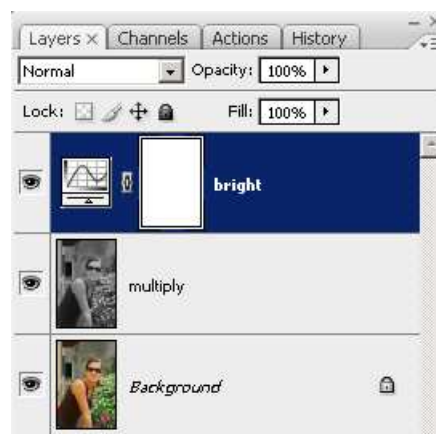 Layers × Channels Actions History
Normal Opacity: 100%
Lock: Fill: 100%
bright
multiply
Background